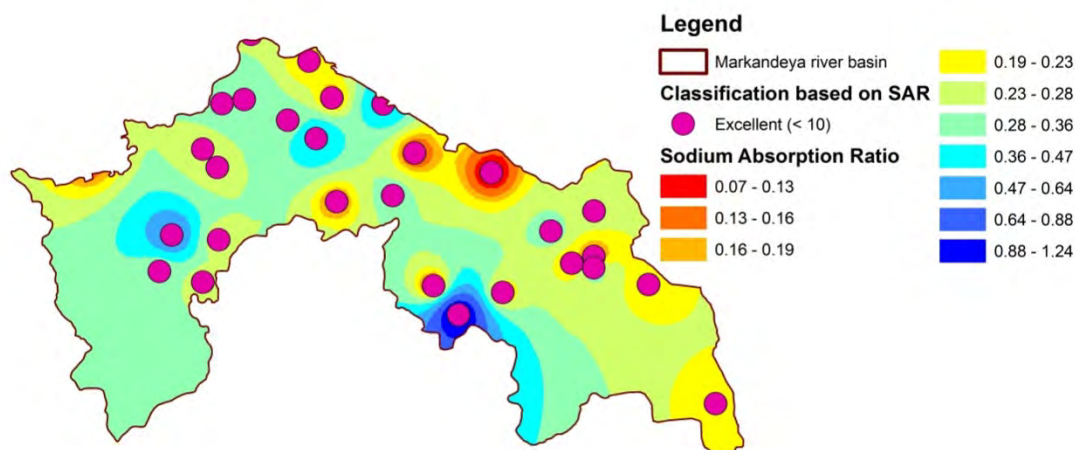 Legend
Markandeya river basin
Classification based on SAR
Excellent (< 10)
Sodium Absorption Ratio
0.07 - 0.13
0.13 - 0.16
0.16 - 0.19
0.19 - 0.23
0.23 - 0.28
0.28 - 0.36
0.36 - 0.47
0.47 - 0.64
0.64 - 0.88
0.88 - 1.24